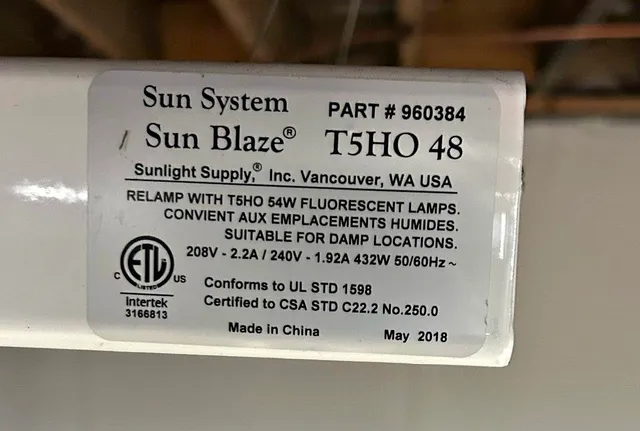 Sun System
PART # 960384
Sun Blaze® T5HO 48
Sunlight Supply,® Inc. Vancouver, WA USA
RELAMP WITH T5HO 54W FLUORESCENT LAMPS.
CONVIENT AUX EMPLACEMENTS HUMIDES.
SUITABLE FOR DAMP LOCATIONS.
208V - 2.2A / 240V - 1.92A 432W 50/60Hz ~
C ETL US
LISTED
Intertek
3166813
Conforms to UL STD 1598
Certified to CSA STD C22.2 No.250.0
Made in China
May 2018